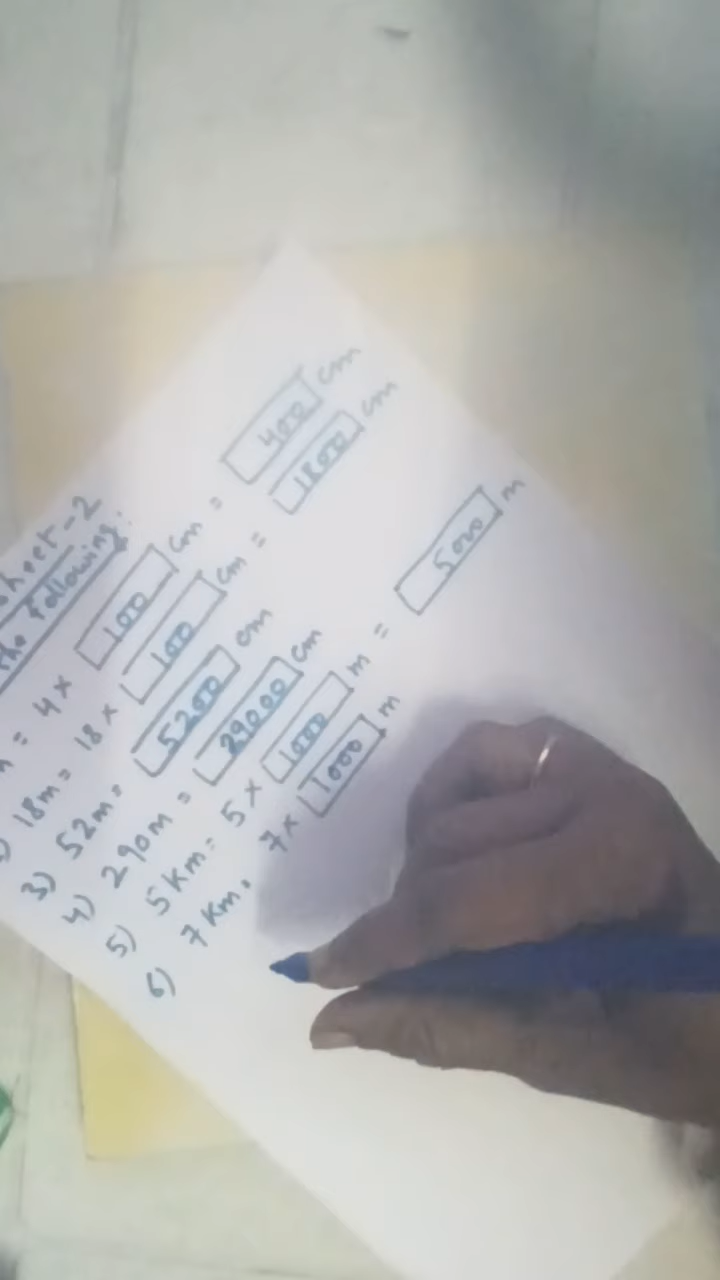 sheet-2
the following:
m = 4 × 100 cm = 400 cm
18m = 18 × 100 cm = 1800 cm
3) 52m = 5200 cm
4) 290m = 29000 cm
5) 5km = 5 × 1000 m = 5000 m
6) 7km = 7 × 1000 m